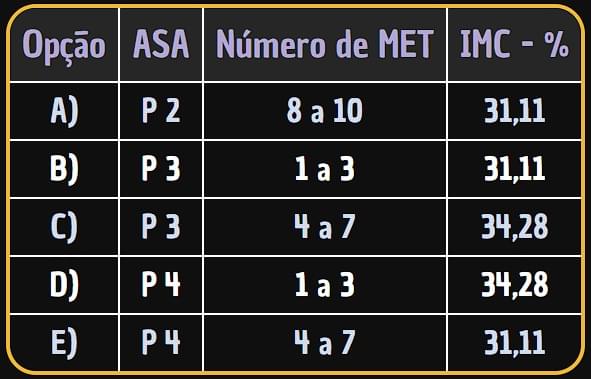 Opção ASA Número de MET IMC - %
A) P 2 8 a 10 31,11
B) P 3 1 a 3 31,11
C) P 3 4 a 7 34,28
D) P 4 1 a 3 34,28
E) P 4 4 a 7 31,11